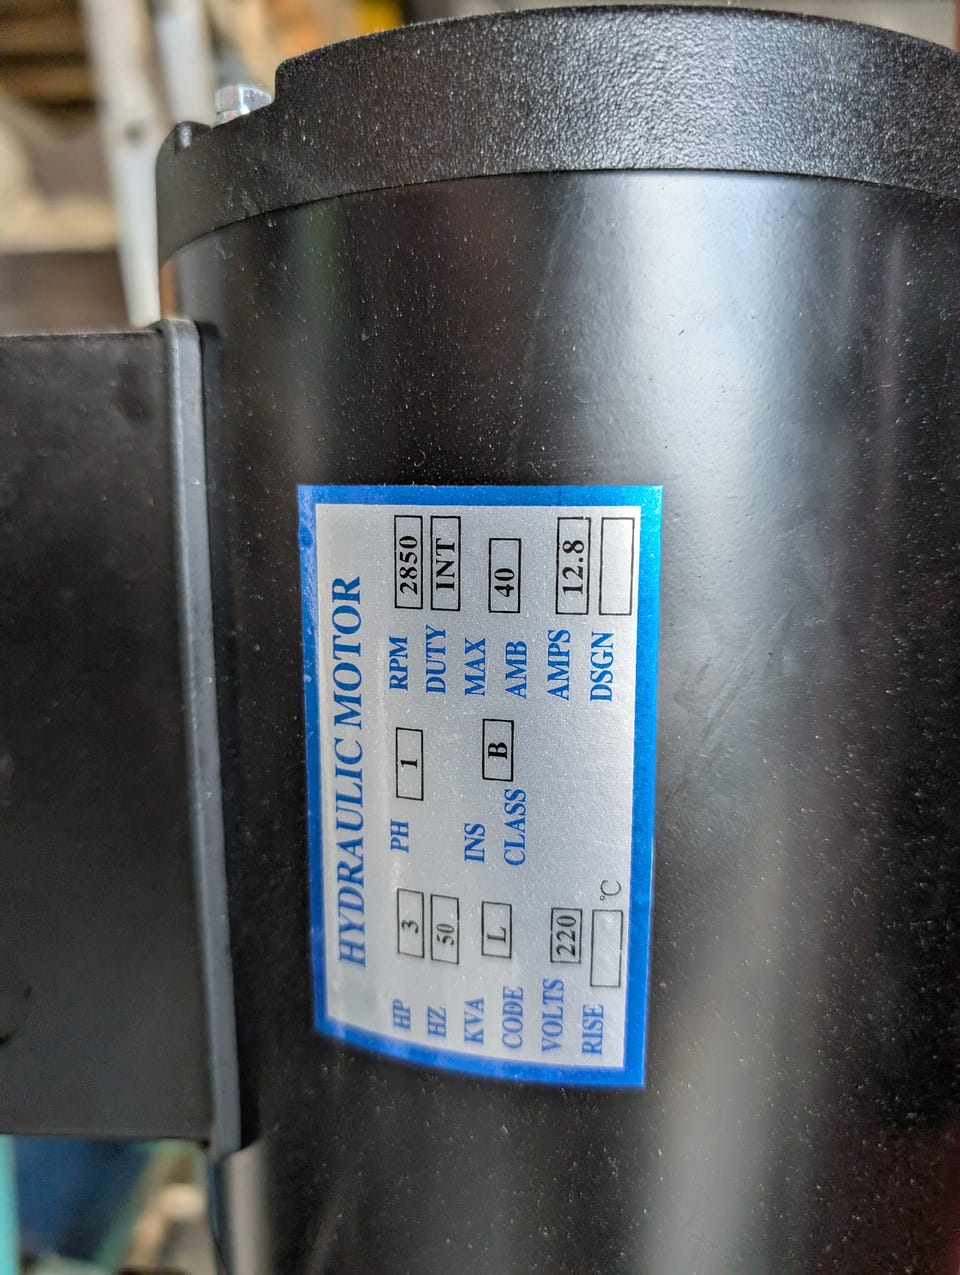 HYDRAULIC MOTOR
HP 3 PH 1 RPM 2850
HZ 50 DUTY INT
KVA CODE L INS CLASS B MAX AMB 40
VOLTS 220 AMPS 12.8
RISE °C DSGN